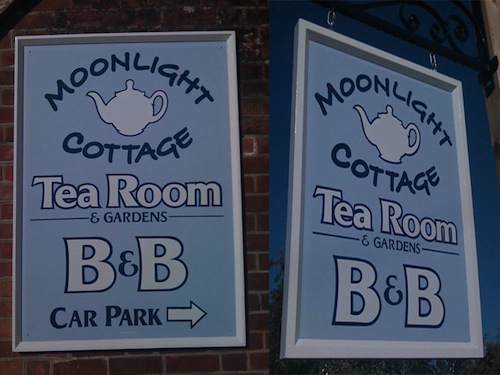 MOONLIGHT
COTTAGE
Tea Room
& GARDENS
B&B
CAR PARK
MOONLIGHT
COTTAGE
Tea Room
& GARDENS
B&B